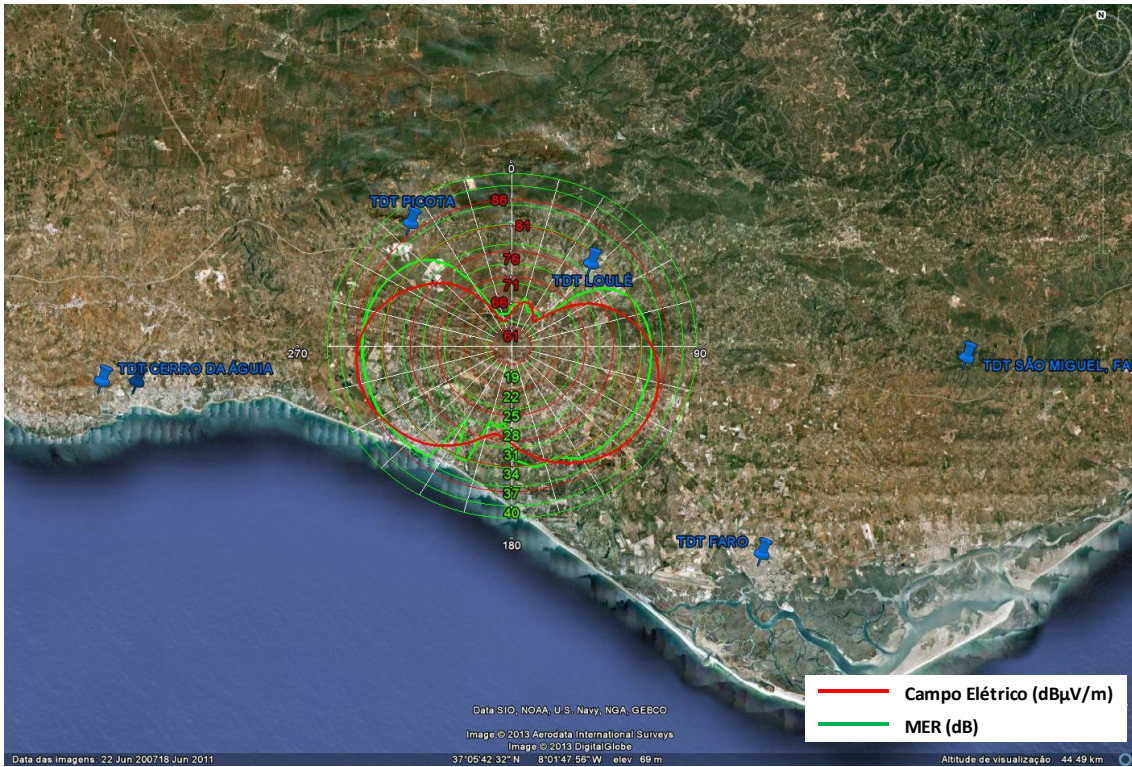 N
0
TDT PICOTA
86
81
76
TDT LOULÉ
71
68
61
270
90
TDT CERRO DA ÁGUIA
TDT SÃO MIGUEL, FA
19
22
25
28
31
34
37
40
180
TDT FARO
Campo Elétrico (dBµV/m)
MER (dB)
Data SIO, NOAA, U.S. Navy, NGA, GEBCO
Image © 2013 Aerodata International Surveys
Image © 2013 DigitalGlobe
Data das imagens: 22 Jun 200718 Jun 2011
37°05'42.32" N 8°01'47.56" W elev 69 m
Altitude de visualização 44.49 km